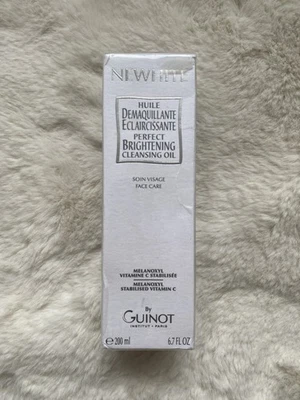 NEWHITE
HUILE
DEMAQUILLANTE
ECLAIRCISSANTE
PERFECT
BRIGHTENING
CLEANSING OIL
SOIN VISAGE
FACE CARE
MELANOXYL
VITAMINE C STABILISÉE
MELANOXYL
STABILISED VITAMIN C
By
GUINOT
INSTITUT • PARIS
℮ 200 ml 6.7 FL OZ